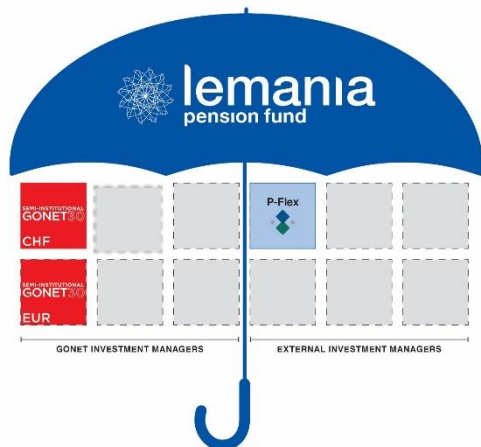 lemania
pension fund
SEMI-INSTITUTIONAL
GONET30
CHF
P-Flex
SEMI-INSTITUTIONAL
GONET30
EUR
GONET INVESTMENT MANAGERS
EXTERNAL INVESTMENT MANAGERS